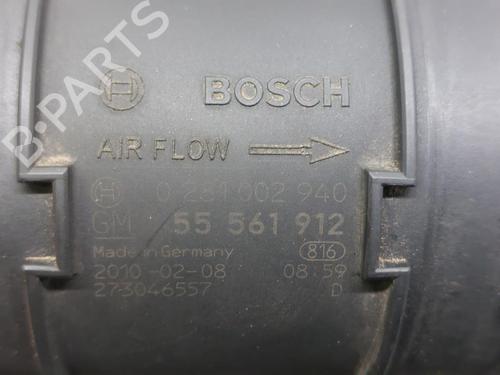 B-PARTS
BOSCH
AIR FLOW
0 281 002 940
GM 55 561 912
Made in Germany 816
2010-02-08 08:59
273046557 D